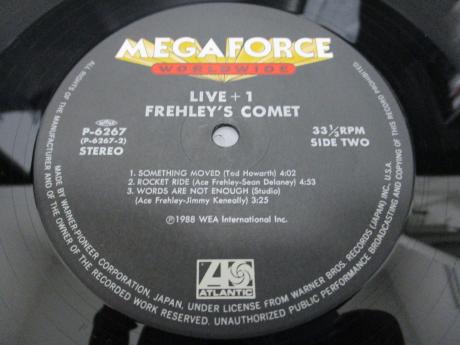 MEGAFORCE
WORLDWIDE
LIVE + 1
FREHLEY'S COMET
P-6267
(P-6267-2)
STEREO
33⅓ RPM
SIDE TWO
1. SOMETHING MOVED (Tod Howarth) 4:02
2. ROCKET RIDE (Ace Frehley-Sean Delaney) 4:53
3. WORDS ARE NOT ENOUGH (Studio)
(Ace Frehley-Jimmy Keneally) 3:25
Ⓟ©1988 WEA International Inc.
ATLANTIC
MADE BY WARNER-PIONEER CORPORATION, JAPAN, UNDER LICENSE FROM WARNER BROS. RECORDS (JAPAN) INC., U.S.A.
ALL RIGHTS OF THE MANUFACTURER AND OF THE OWNER OF THE RECORDED WORK RESERVED. UNAUTHORIZED PUBLIC PERFORMANCE, BROADCASTING AND COPYING OF THIS RECORD PROHIBITED